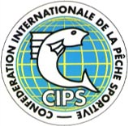 CONFEDERATION INTERNATIONALE DE LA PÊCHE SPORTIVE
CIPS